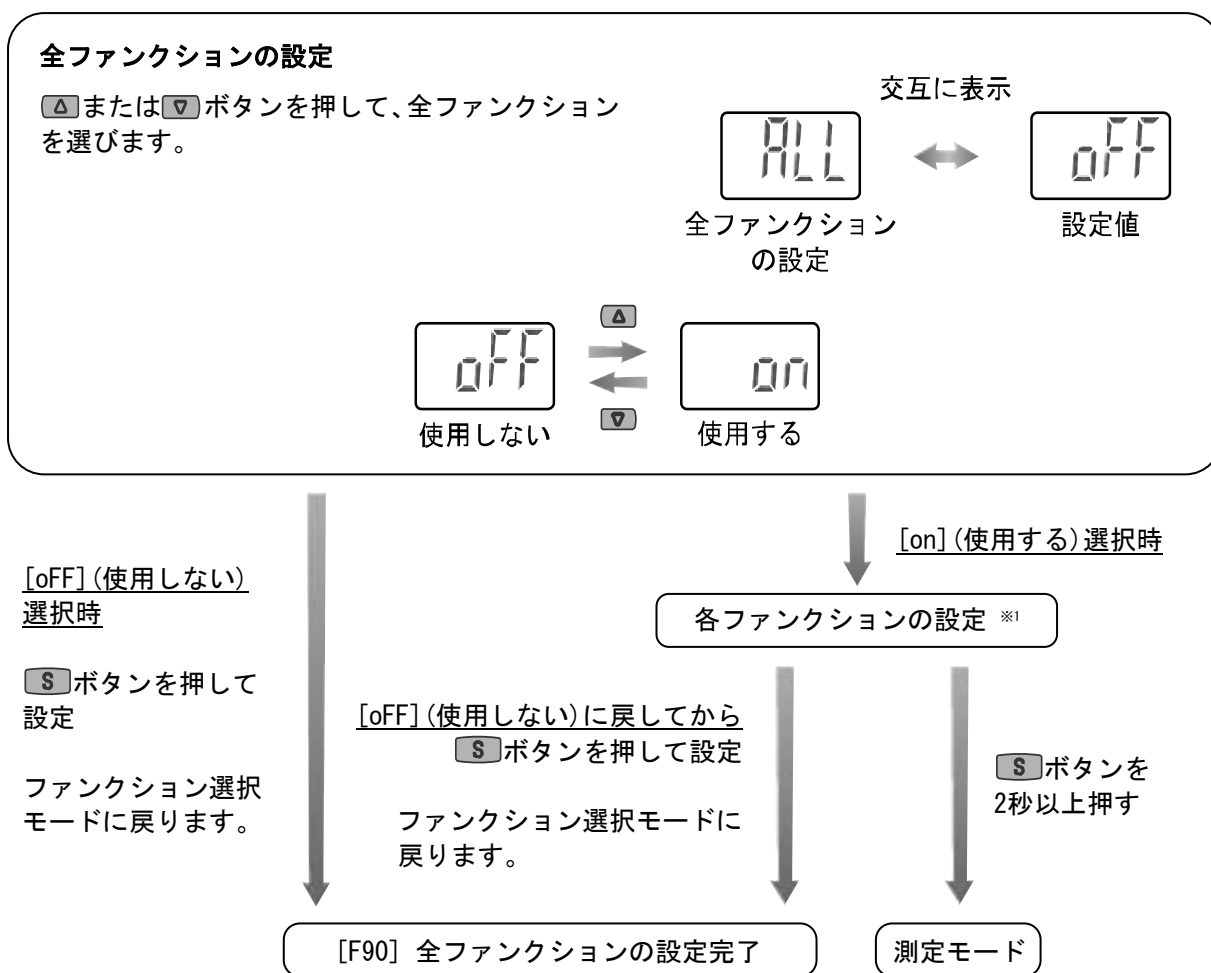 全ファンクションの設定
△または▽ボタンを押して、全ファンクション
を選びます。
交互に表示
ALL
oFF
全ファンクション
の設定
設定値
oFF
△
on
▽
使用しない
使用する
[on](使用する)選択時
[oFF](使用しない)
選択時
各ファンクションの設定 ※1
Sボタンを押して
設定
[oFF](使用しない)に戻してから
Sボタンを押して設定
Sボタンを
2秒以上押す
ファンクション選択
モードに戻ります。
ファンクション選択モードに
戻ります。
[F90] 全ファンクションの設定完了
測定モード